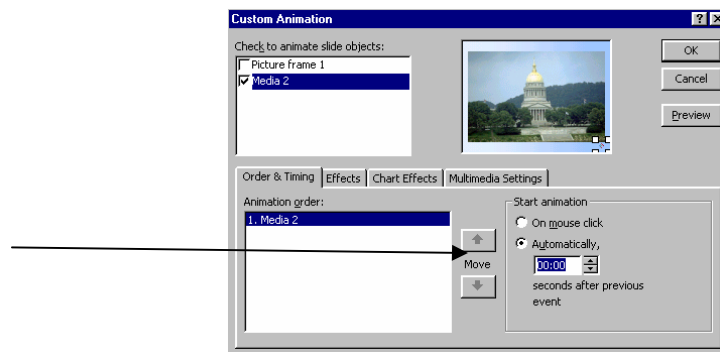 Custom Animation
Check to animate slide objects:
Picture frame 1
Media 2
OK
Cancel
Preview
Order & Timing
Effects
Chart Effects
Multimedia Settings
Animation order:
1. Media 2
Move
Start animation
On mouse click
Automatically,
00:00
seconds after previous
event